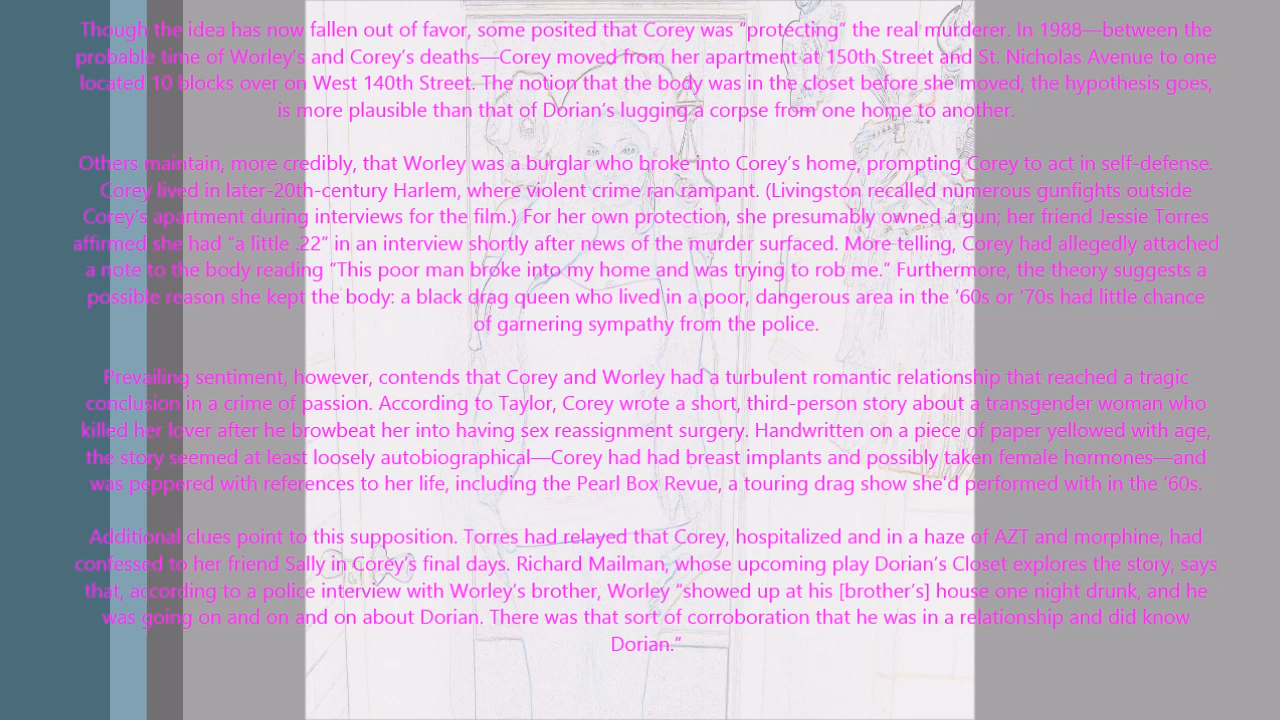 Though the idea has now fallen out of favor, some posited that Corey was “protecting” the real murderer. In 1988—between the
probable time of Worley’s and Corey’s deaths—Corey moved from her apartment at 150th Street and St. Nicholas Avenue to one
located 10 blocks over on West 140th Street. The notion that the body was in the closet before she moved, the hypothesis goes,
is more plausible than that of Dorian’s lugging a corpse from one home to another.
Others maintain, more credibly, that Worley was a burglar who broke into Corey’s home, prompting Corey to act in self-defense.
Corey lived in later-20th-century Harlem, where violent crime ran rampant. (Livingston recalled numerous gunfights outside
Corey’s apartment during interviews for the film.) For her own protection, she presumably owned a gun; her friend Jessie Torres
affirmed she had “a little .22” in an interview shortly after news of the murder surfaced. More telling, Corey had allegedly attached
a note to the body reading “This poor man broke into my home and was trying to rob me.” Furthermore, the theory suggests a
possible reason she kept the body: a black drag queen who lived in a poor, dangerous area in the ’60s or ’70s had little chance
of garnering sympathy from the police.
Prevailing sentiment, however, contends that Corey and Worley had a turbulent romantic relationship that reached a tragic
conclusion in a crime of passion. According to Taylor, Corey wrote a short, third-person story about a transgender woman who
killed her lover after he browbeat her into having sex reassignment surgery. Handwritten on a piece of paper yellowed with age,
the story seemed at least loosely autobiographical—Corey had had breast implants and possibly taken female hormones—and
was peppered with references to her life, including the Pearl Box Revue, a touring drag show she’d performed with in the ’60s.
Additional clues point to this supposition. Torres had relayed that Corey, hospitalized and in a haze of AZT and morphine, had
confessed to her friend Sally in Corey’s final days. Richard Mailman, whose upcoming play Dorian’s Closet explores the story, says
that, according to a police interview with Worley’s brother, Worley “showed up at his [brother’s] house one night drunk, and he
was going on and on and on about Dorian. There was that sort of corroboration that he was in a relationship and did know
Dorian.”